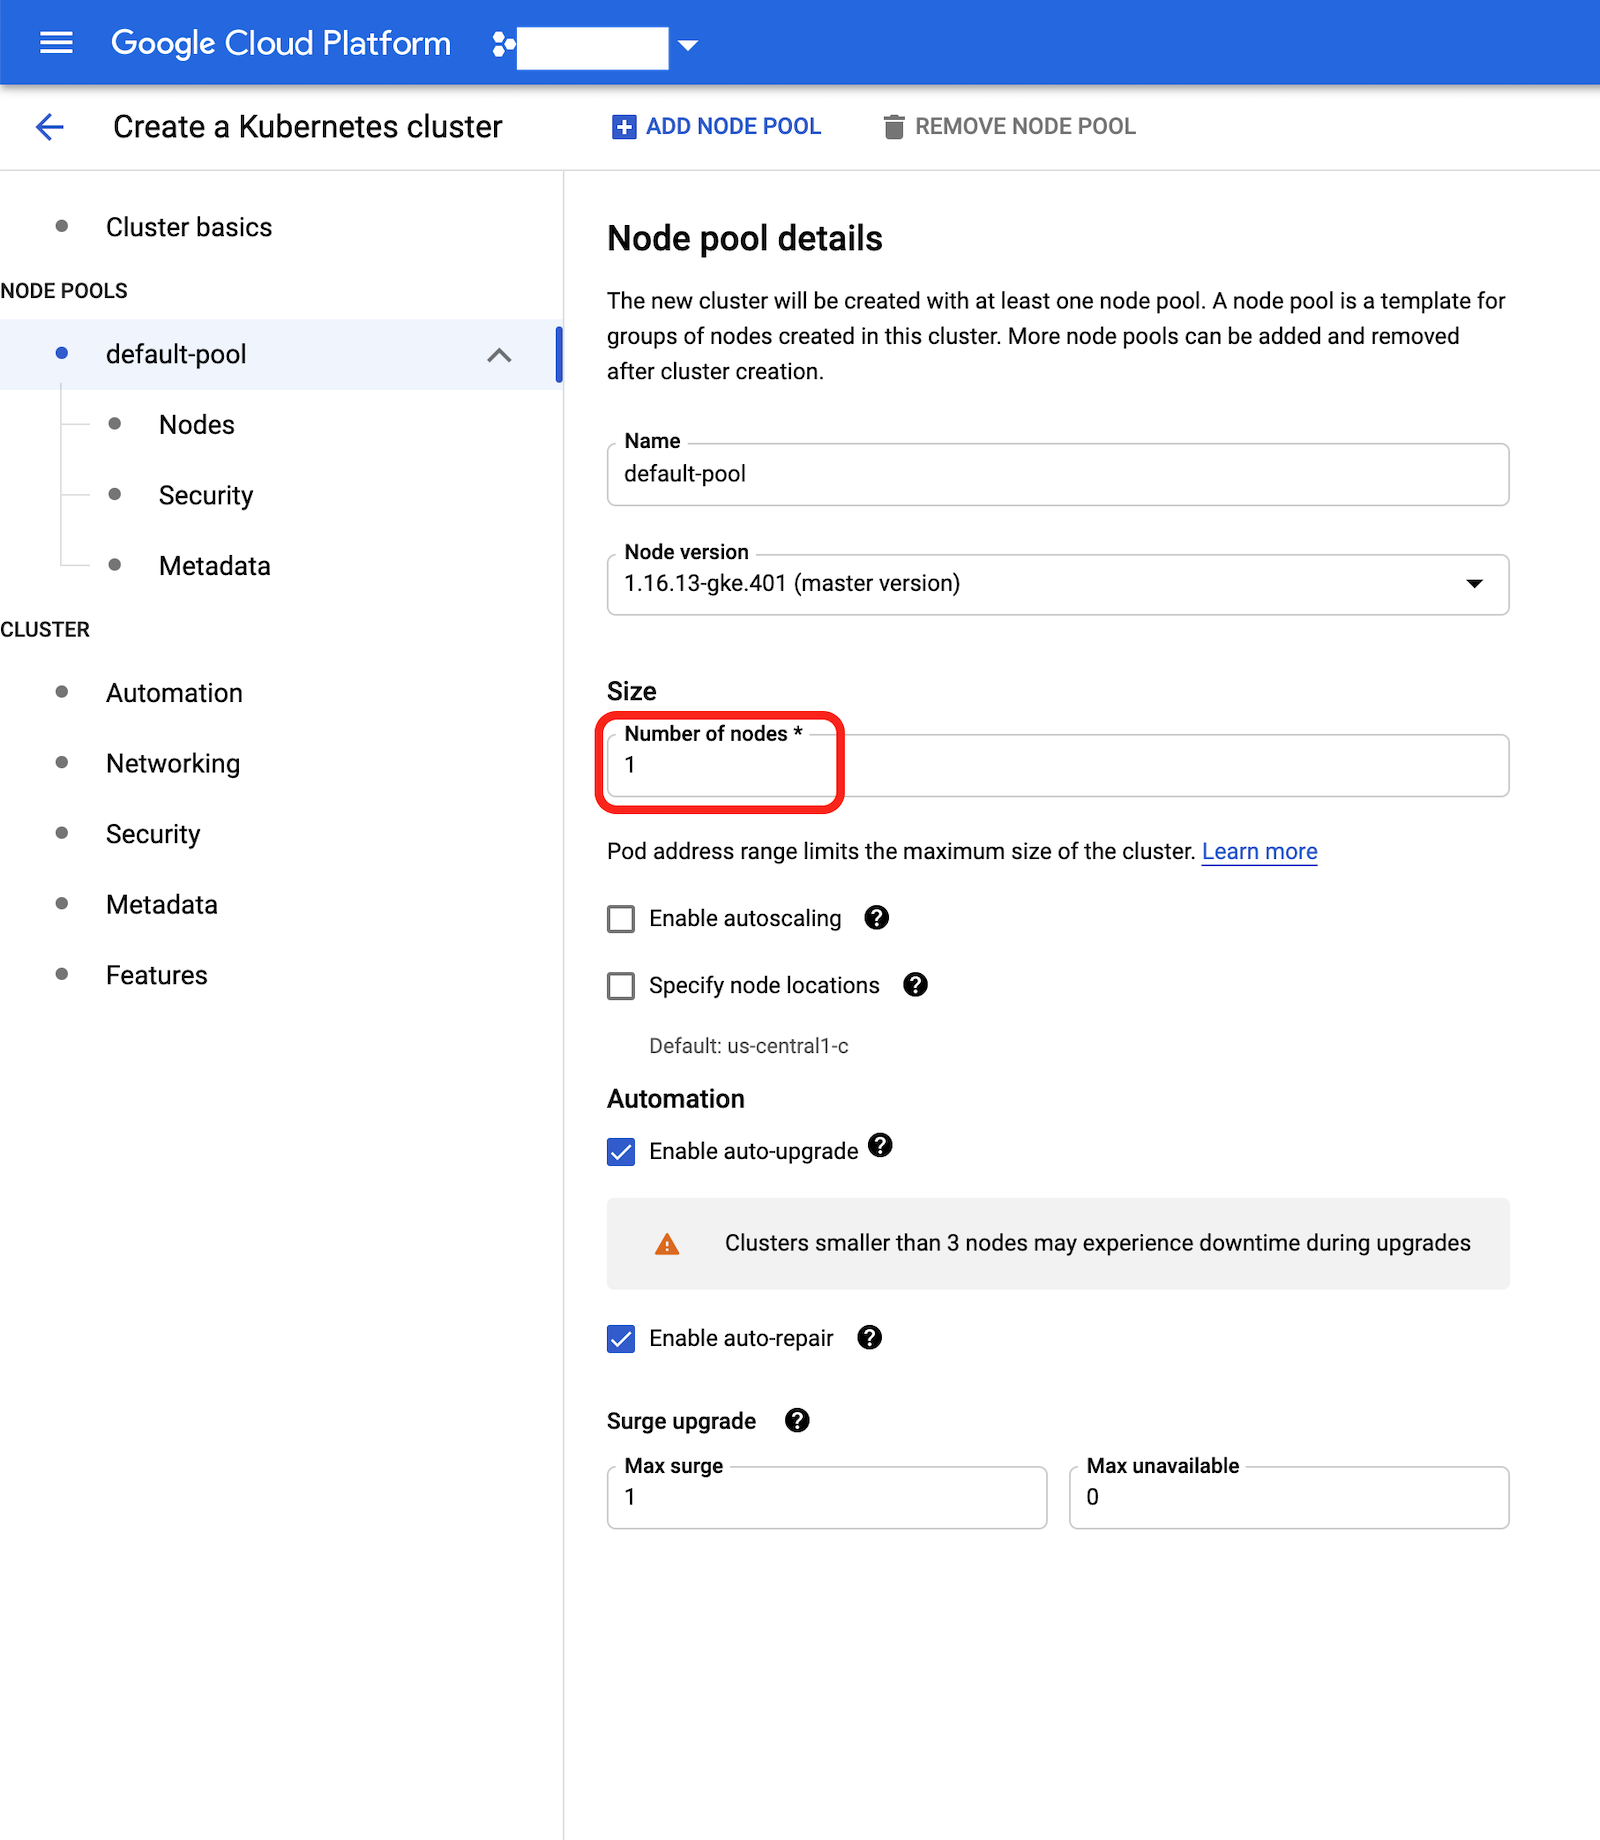 Google Cloud Platform
Create a Kubernetes cluster
ADD NODE POOL
REMOVE NODE POOL
Cluster basics
NODE POOLS
default-pool
Nodes
Security
Metadata
CLUSTER
Automation
Networking
Security
Metadata
Features
Node pool details
The new cluster will be created with at least one node pool. A node pool is a template for
groups of nodes created in this cluster. More node pools can be added and removed
after cluster creation.
Name
default-pool
Node version
1.16.13-gke.401 (master version)
Size
Number of nodes *
1
Pod address range limits the maximum size of the cluster. Learn more
Enable autoscaling
Specify node locations
Default: us-central1-c
Automation
Enable auto-upgrade
Clusters smaller than 3 nodes may experience downtime during upgrades
Enable auto-repair
Surge upgrade
Max surge
1
Max unavailable
0